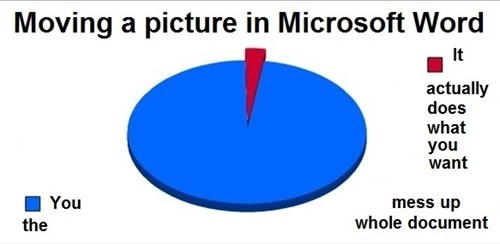 Moving a picture in Microsoft Word
It
actually
does
what
you
want
You mess up
the whole document